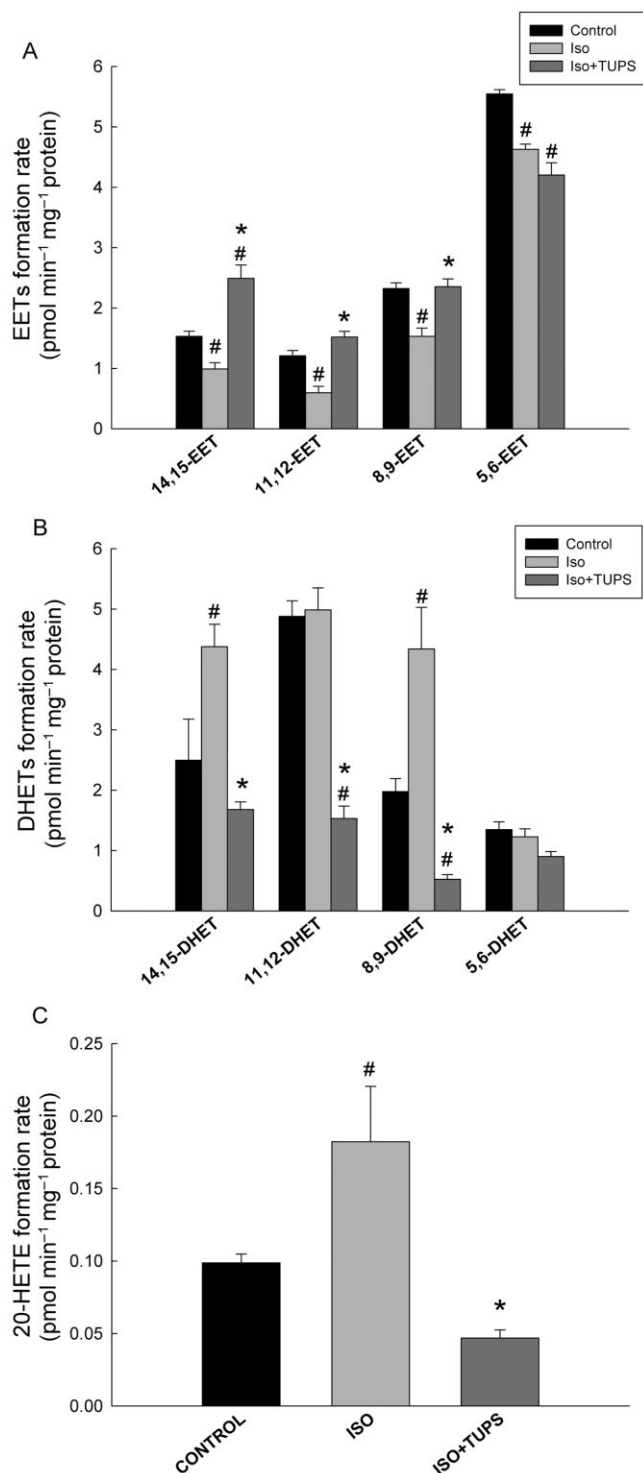 A
Control
Iso
Iso+TUPS
EETs formation rate
(pmol min⁻¹ mg⁻¹ protein)
6
5
4
3
2
1
0
#
*
#
#
*
#
*
#
#
14,15-EET
11,12-EET
8,9-EET
5,6-EET
B
Control
Iso
Iso+TUPS
DHETs formation rate
(pmol min⁻¹ mg⁻¹ protein)
6
5
4
3
2
1
0
#
*
*
#
#
*
#
14,15-DHET
11,12-DHET
8,9-DHET
5,6-DHET
C
20-HETE formation rate
(pmol min⁻¹ mg⁻¹ protein)
0.25
0.20
0.15
0.10
0.05
0.00
#
*
CONTROL
ISO
ISO+TUPS